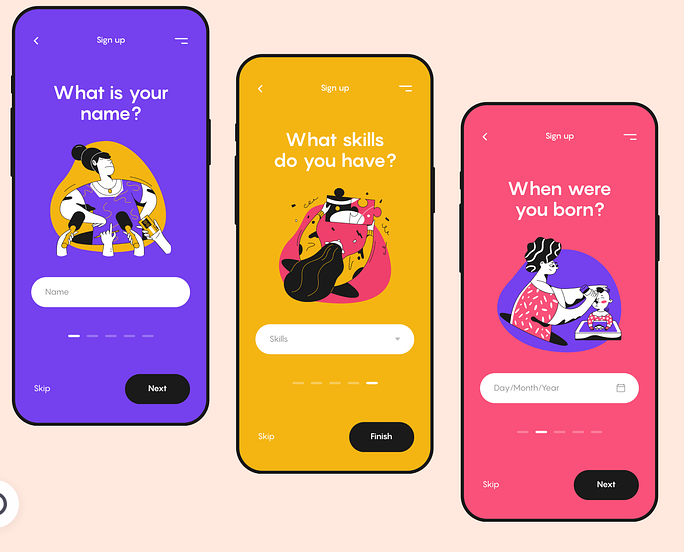 Sign up
What is your
name?
Name
Skip
Next
Sign up
What skills
do you have?
Skills
Skip
Finish
Sign up
When were
you born?
Day/Month/Year
Skip
Next